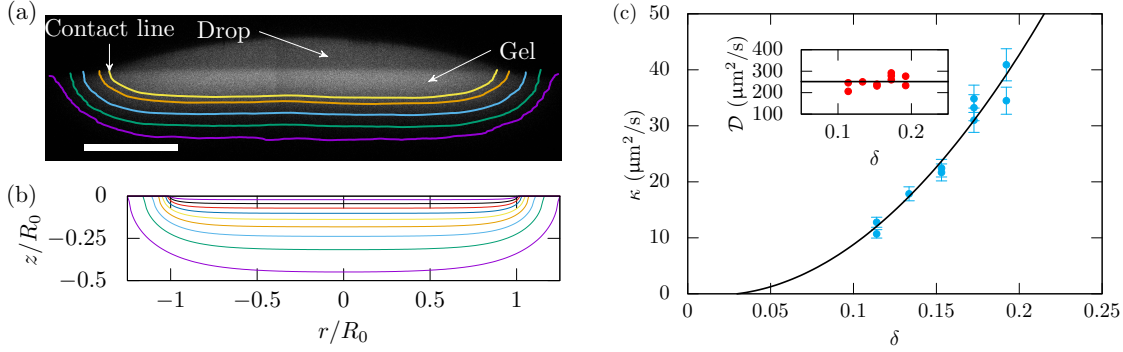 (a)
Contact line
Drop
Gel
(b)
0
−0.25
−0.5
z/R₀
−1
−0.5
0
0.5
1
r/R₀
(c)
50
40
30
20
10
0
κ (μm²/s)
0
0.05
0.1
0.15
0.2
0.25
δ
400
300
200
100
𝒟 (μm²/s)
0.1
0.2
δ